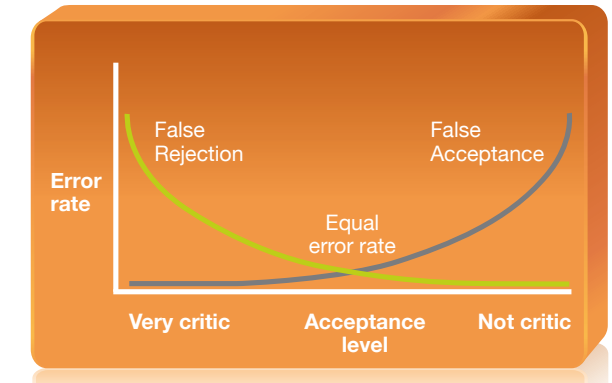 False
Rejection
False
Acceptance
Error
rate
Equal
error rate
Very critic
Acceptance
level
Not critic